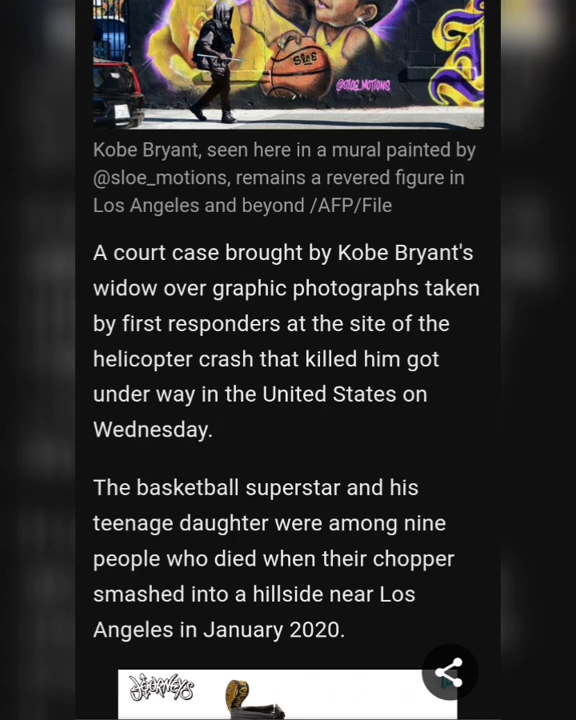 SLOE
@SLOE_MOTIONS
Kobe Bryant, seen here in a mural painted by
@sloe_motions, remains a revered figure in
Los Angeles and beyond /AFP/File
A court case brought by Kobe Bryant's
widow over graphic photographs taken
by first responders at the site of the
helicopter crash that killed him got
under way in the United States on
Wednesday.
The basketball superstar and his
teenage daughter were among nine
people who died when their chopper
smashed into a hillside near Los
Angeles in January 2020.
JOURNEYS